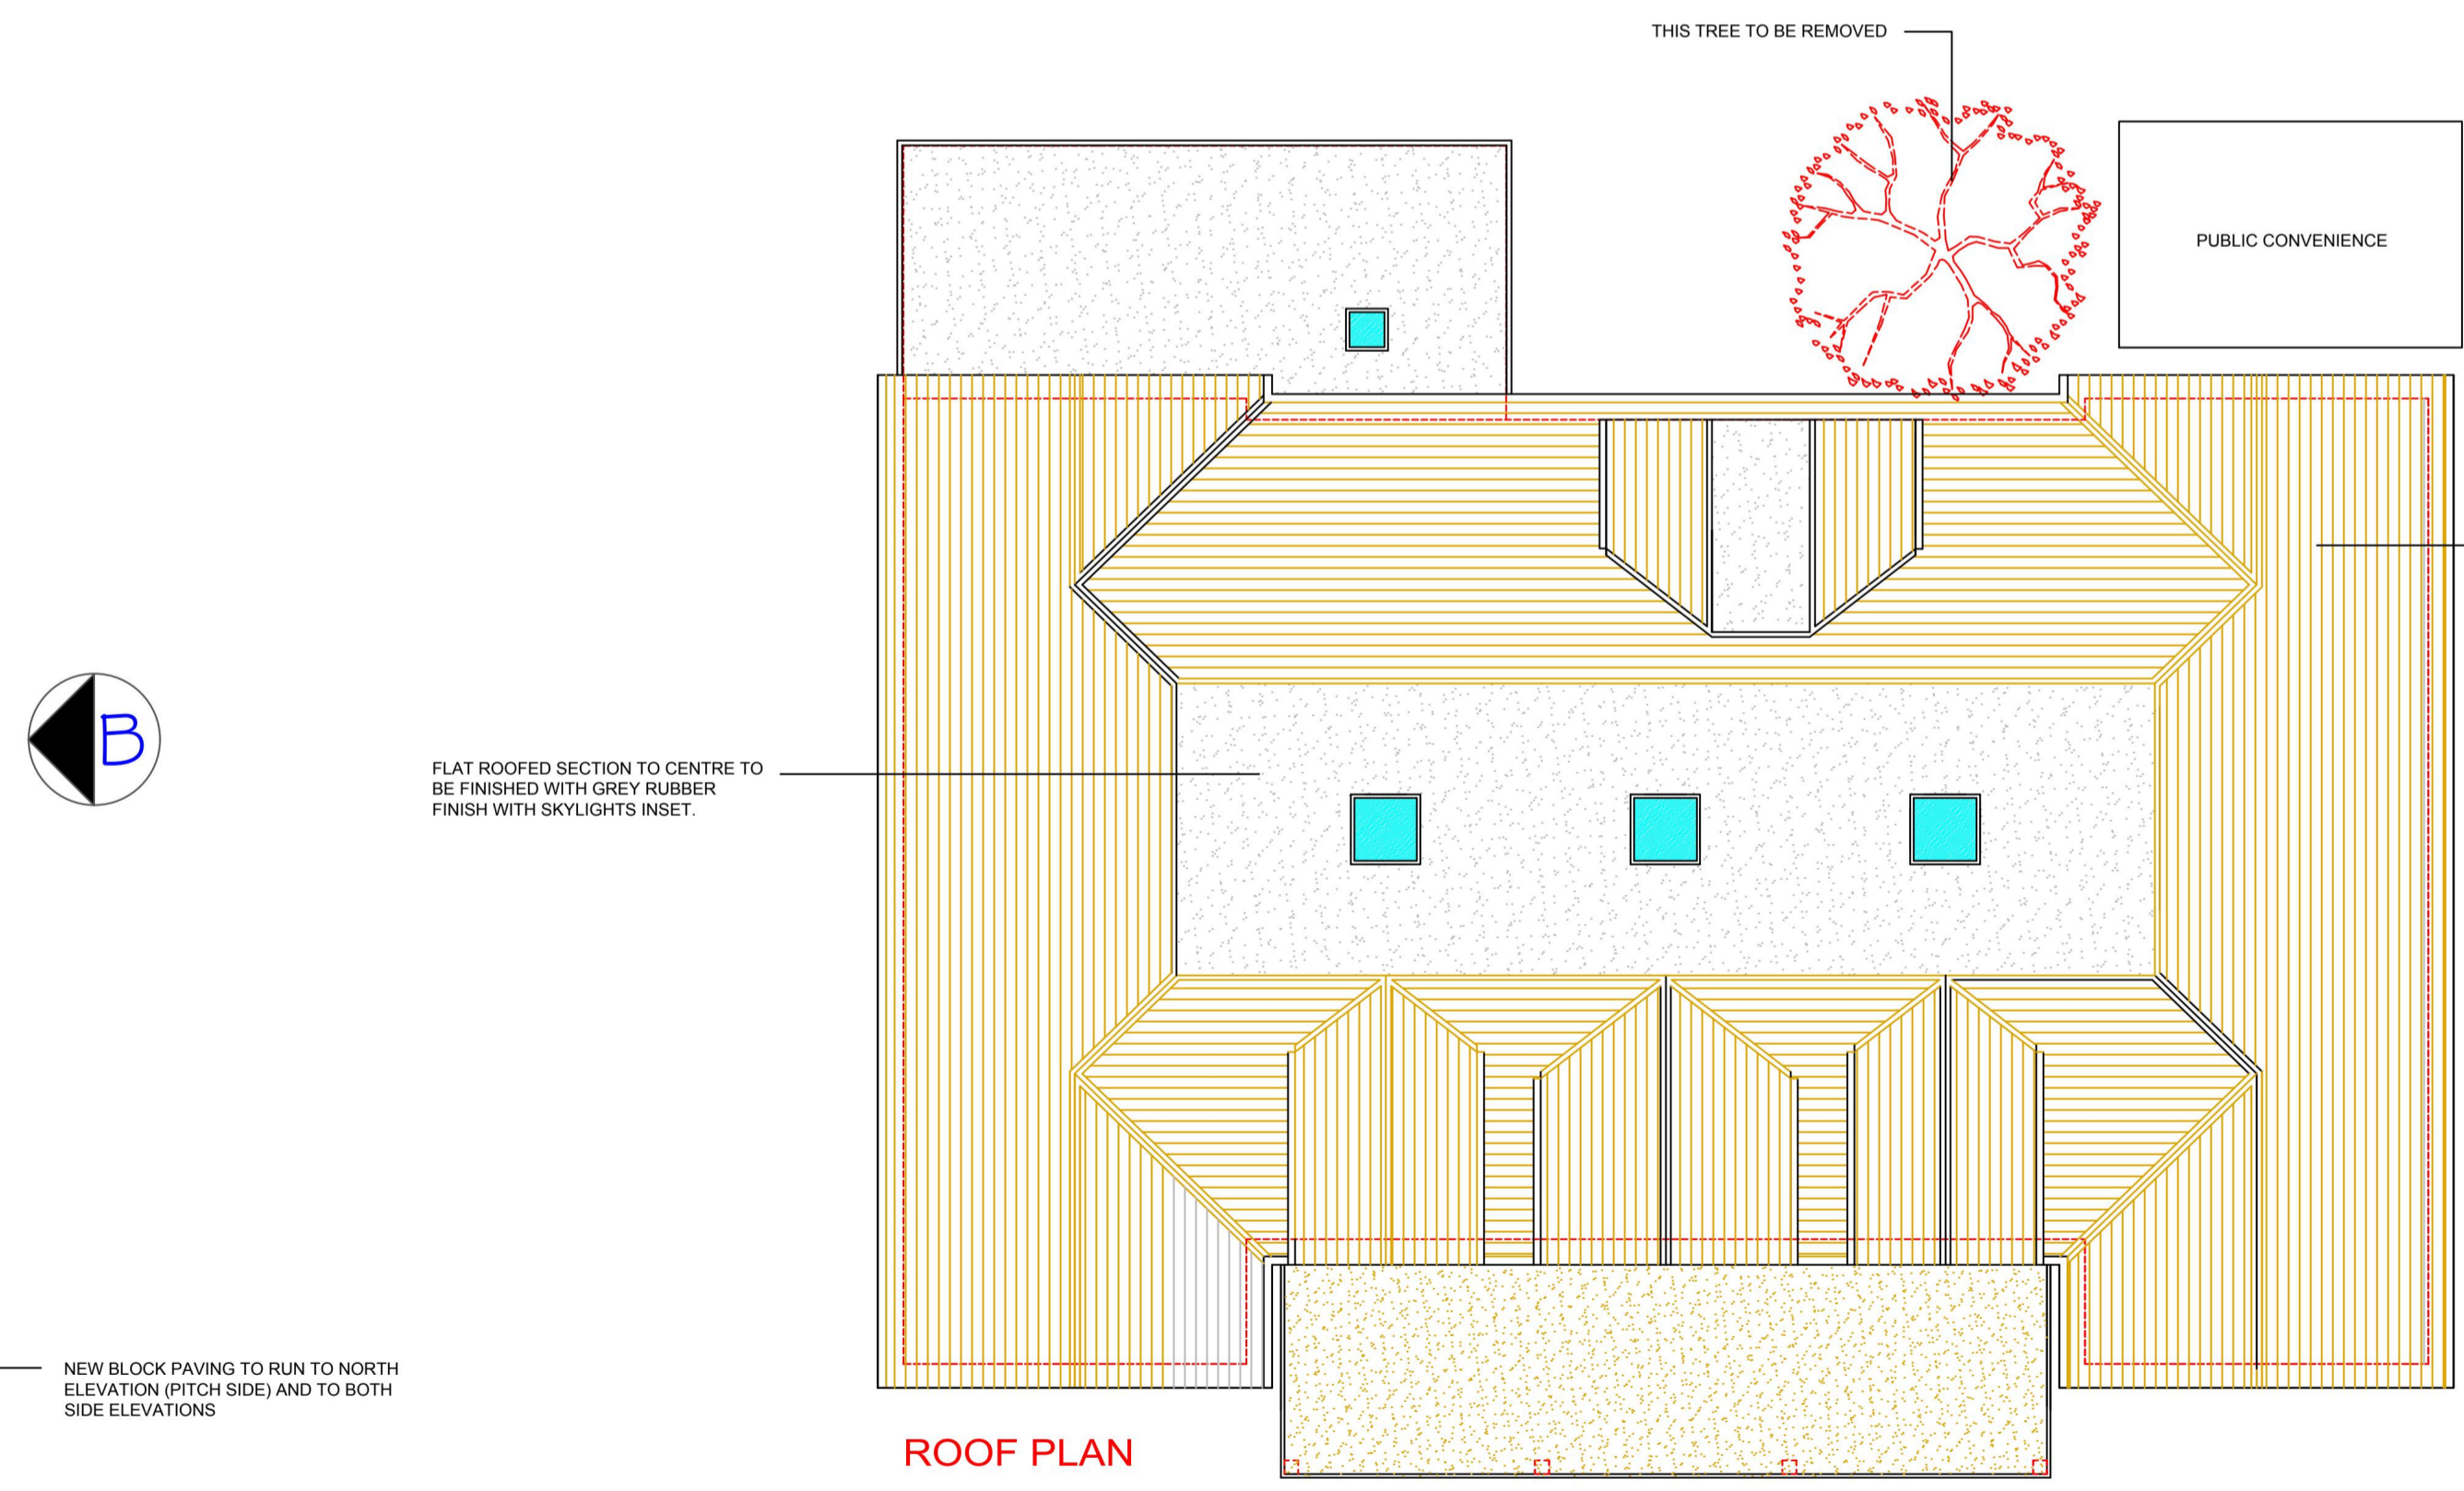 THIS TREE TO BE REMOVED
PUBLIC CONVENIENCE
B
FLAT ROOFED SECTION TO CENTRE TO
BE FINISHED WITH GREY RUBBER
FINISH WITH SKYLIGHTS INSET.
NEW BLOCK PAVING TO RUN TO NORTH
ELEVATION (PITCH SIDE) AND TO BOTH
SIDE ELEVATIONS
ROOF PLAN